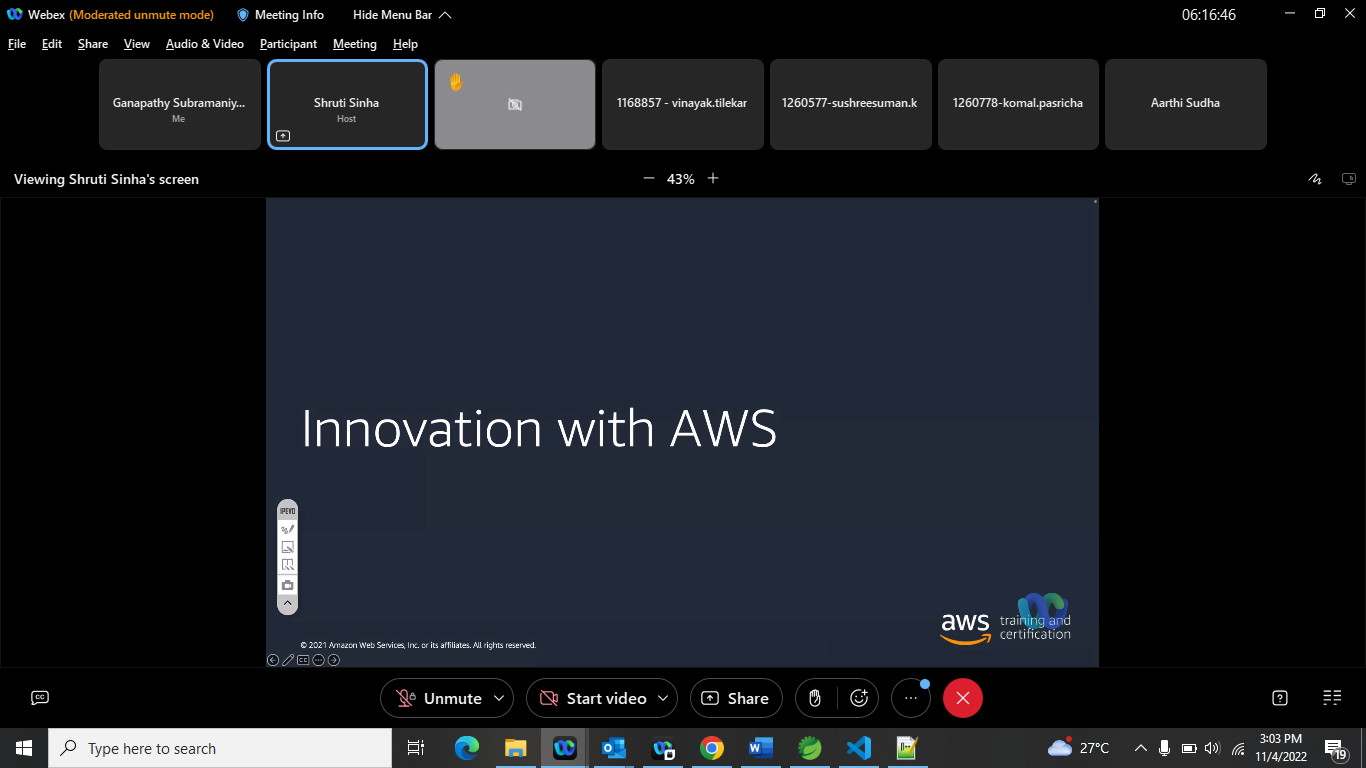 Webex (Moderated unmute mode) Meeting Info Hide Menu Bar 06:16:46
File Edit Share View Audio & Video Participant Meeting Help
Ganapathy Subramaniy...
Me
Shruti Sinha
Host
1168857 - vinayak.tilekar
1260577-sushreesuman.k
1260778-komal.pasricha
Aarthi Sudha
Viewing Shruti Sinha's screen 43%
Innovation with AWS
IPEVO
aws training and
certification
© 2021 Amazon Web Services, Inc. or its affiliates. All rights reserved.
CC
CC Unmute Start video Share
Type here to search 27°C 3:03 PM
11/4/2022 19